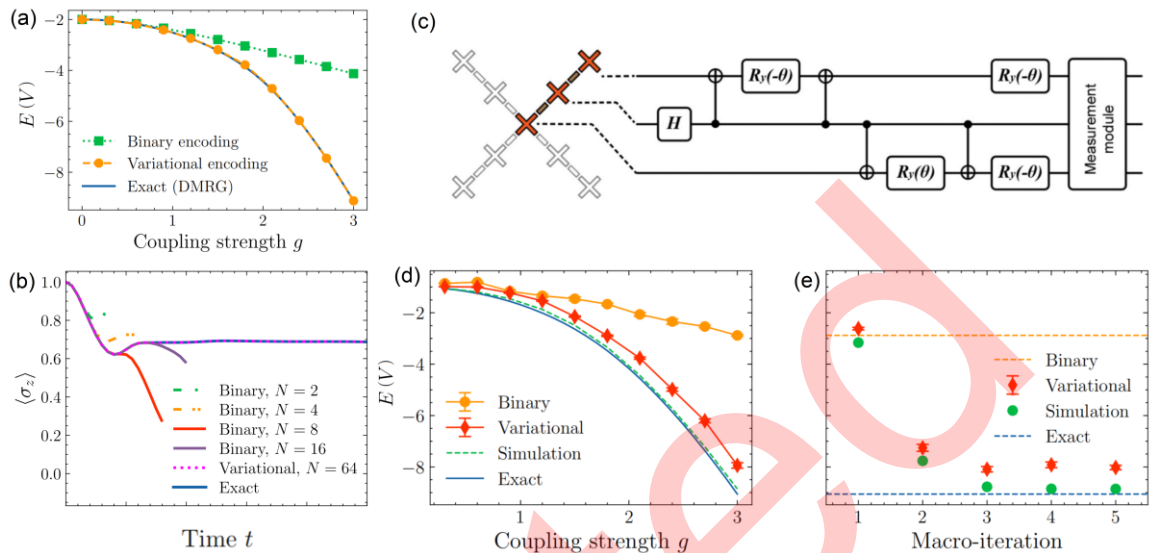 (a)
−2
−4
−6
−8
E (V)
Binary encoding
Variational encoding
Exact (DMRG)
0
1
2
3
Coupling strength g
(b)
1.0
0.8
0.6
0.4
0.2
0.0
⟨σz⟩
Binary, N = 2
Binary, N = 4
Binary, N = 8
Binary, N = 16
Variational, N = 64
Exact
Time t
(c)
H
Ry(-θ)
Ry(-θ)
Ry(θ)
Ry(-θ)
Measurement
module
(d)
−2
−4
−6
−8
E (V)
Binary
Variational
Simulation
Exact
1
2
3
Coupling strength g
(e)
Binary
Variational
Simulation
Exact
1
2
3
4
5
Macro-iteration